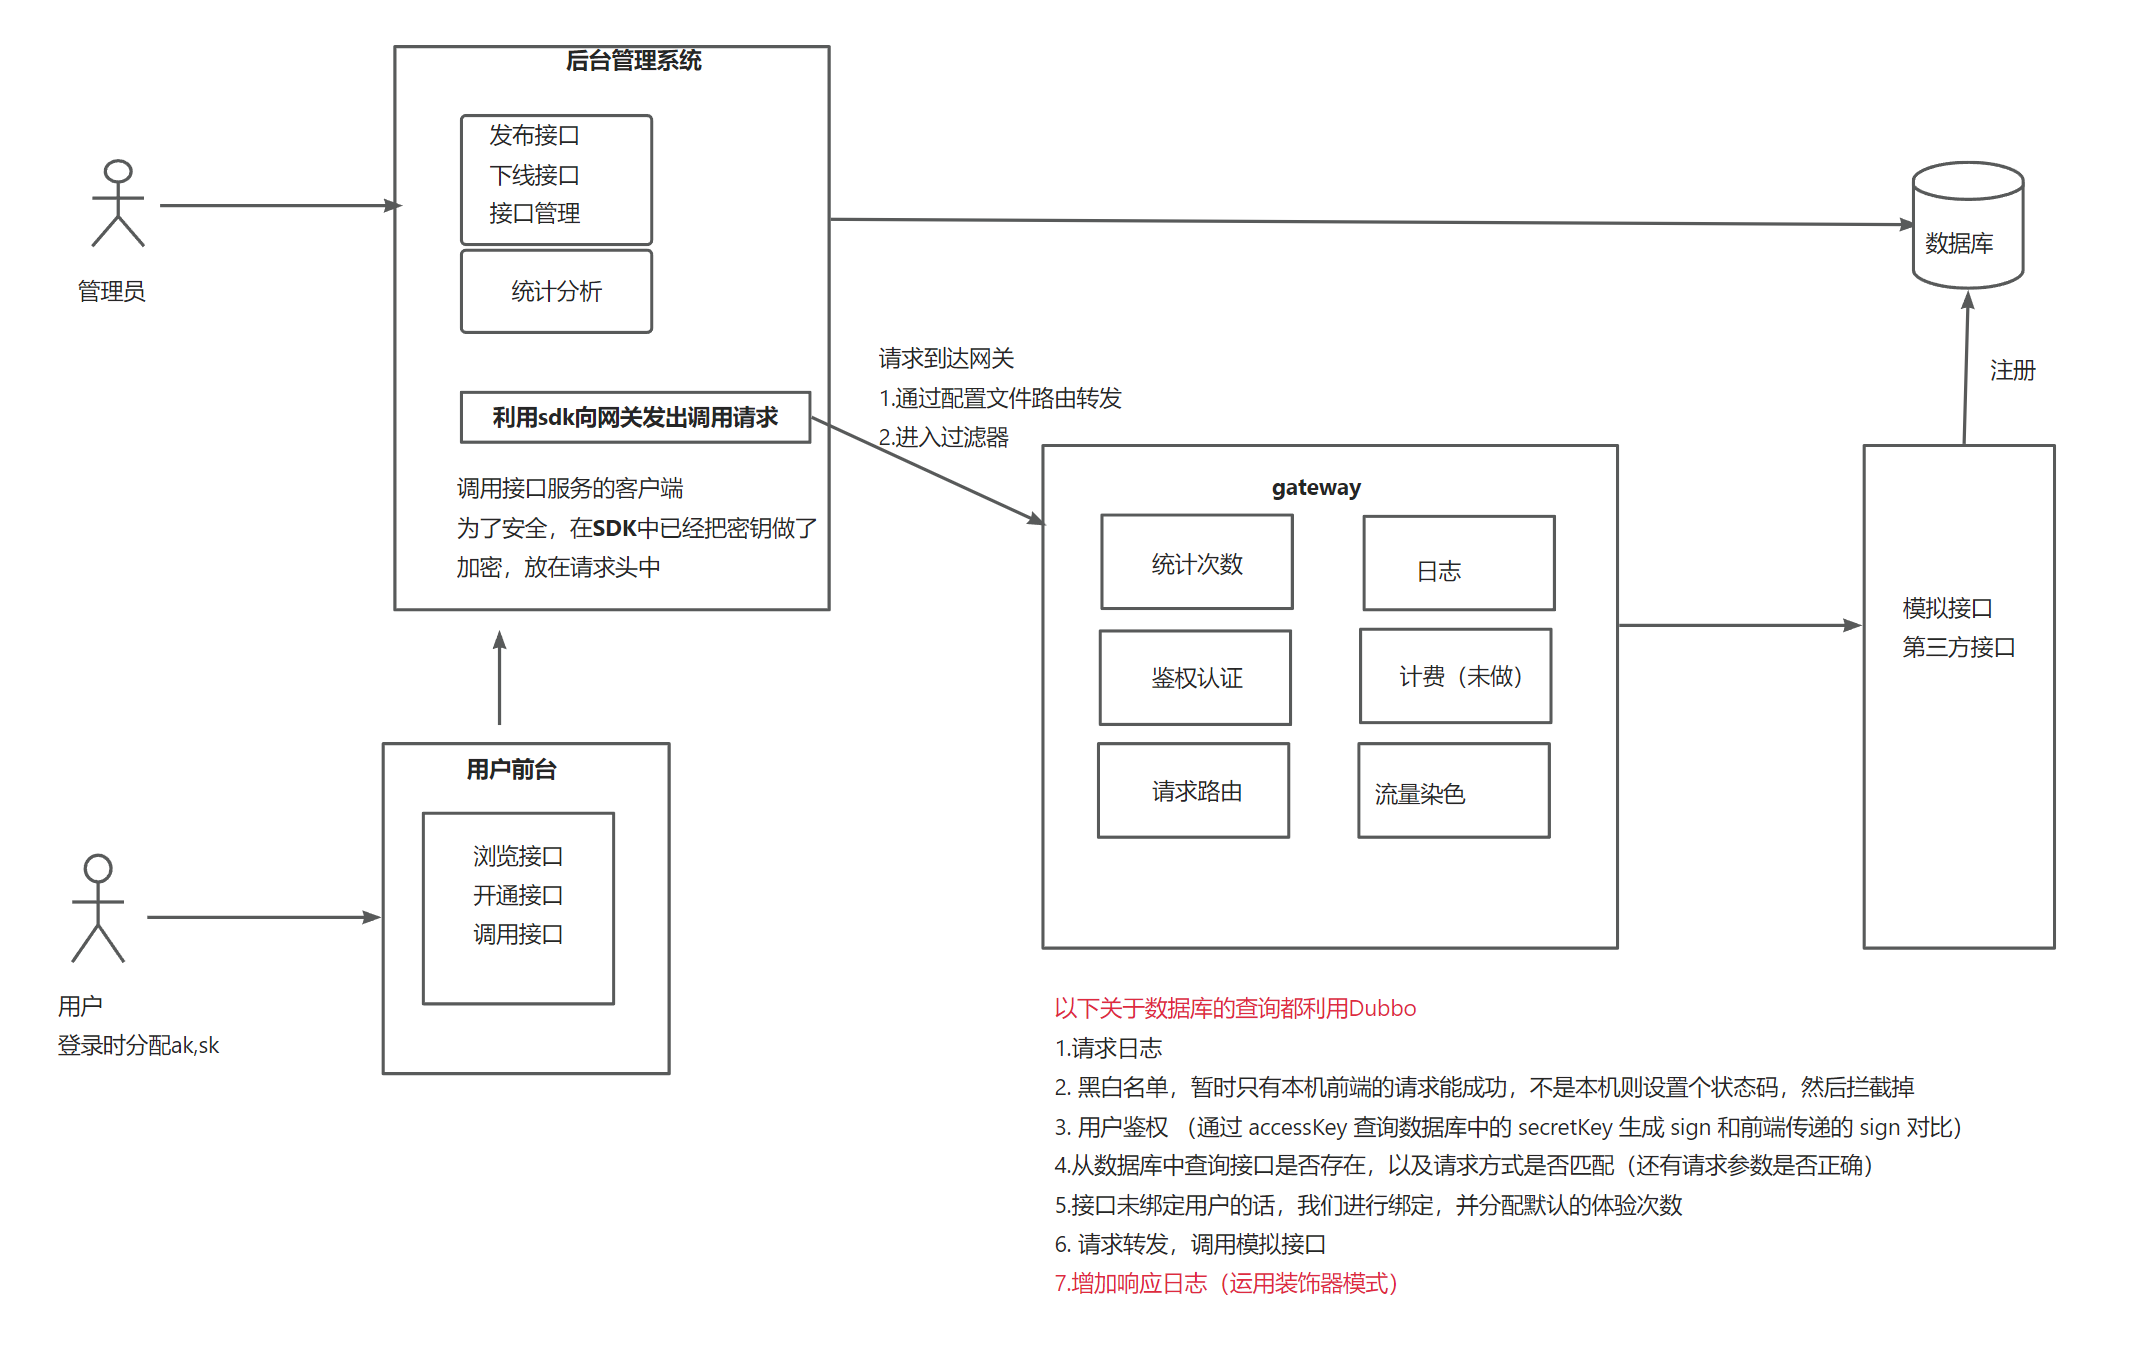 后台管理系统
发布接口
下线接口
接口管理
统计分析
管理员
数据库
请求到达网关
1.通过配置文件路由转发
2.进入过滤器
注册
利用sdk向网关发出调用请求
调用接口服务的客户端
为了安全，在SDK中已经把密钥做了
加密，放在请求头中
gateway
统计次数
日志
鉴权认证
计费（未做）
请求路由
流量染色
模拟接口
第三方接口
用户前台
浏览接口
开通接口
调用接口
用户
登录时分配ak,sk
以下关于数据库的查询都利用Dubbo
1.请求日志
2. 黑白名单，暂时只有本机前端的请求能成功，不是本机则设置个状态码，然后拦截掉
3. 用户鉴权 （通过 accessKey 查询数据库中的 secretKey 生成 sign 和前端传递的 sign 对比）
4.从数据库中查询接口是否存在，以及请求方式是否匹配（还有请求参数是否正确）
5.接口未绑定用户的话，我们进行绑定，并分配默认的体验次数
6. 请求转发，调用模拟接口
7.增加响应日志（运用装饰器模式）